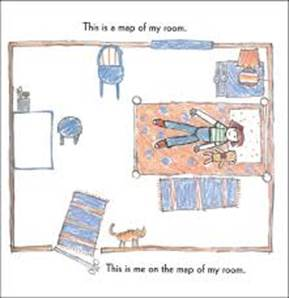 This is a map of my room.
This is me on the map of my room.